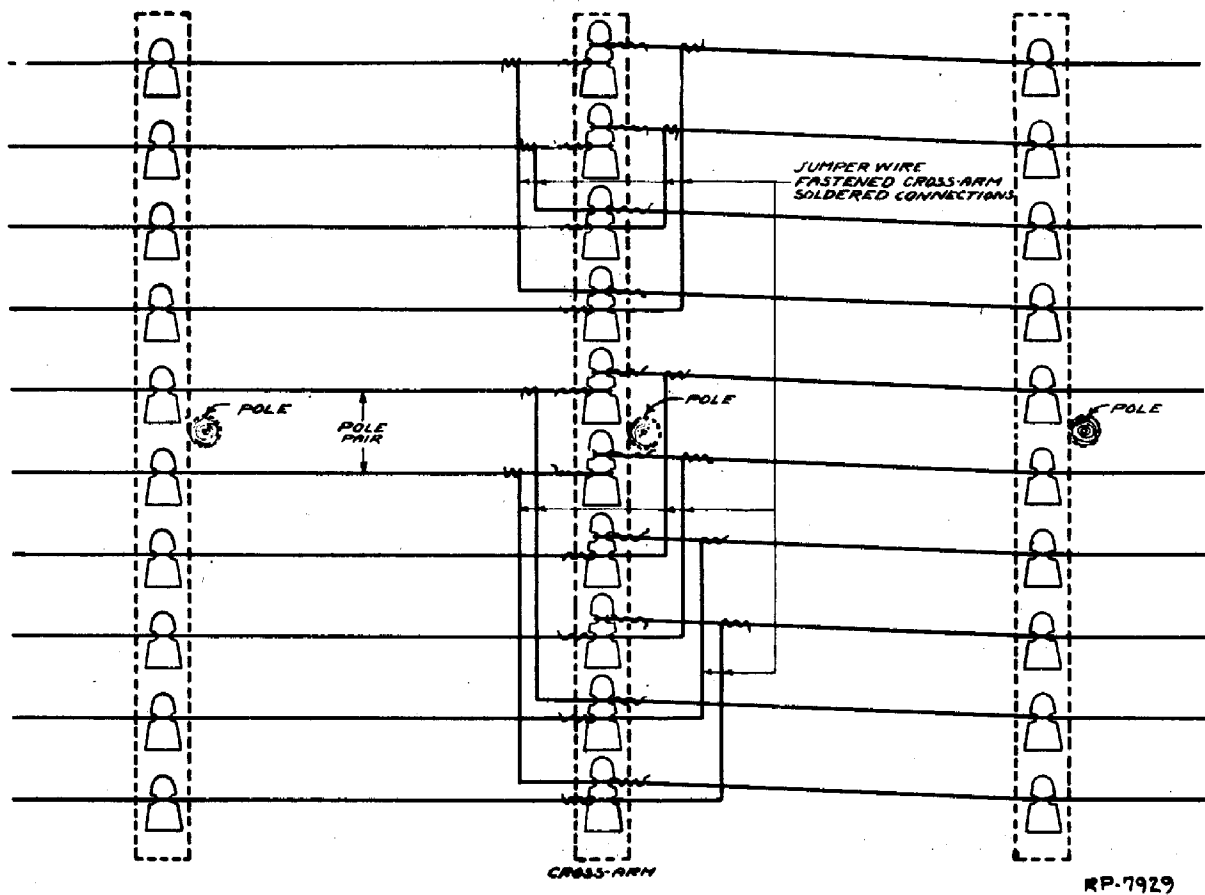 JUMPER WIRE
FASTENED CROSS-ARM
SOLDERED CONNECTIONS
POLE
POLE
PAIR
POLE
POLE
CROSS-ARM
RP-7929